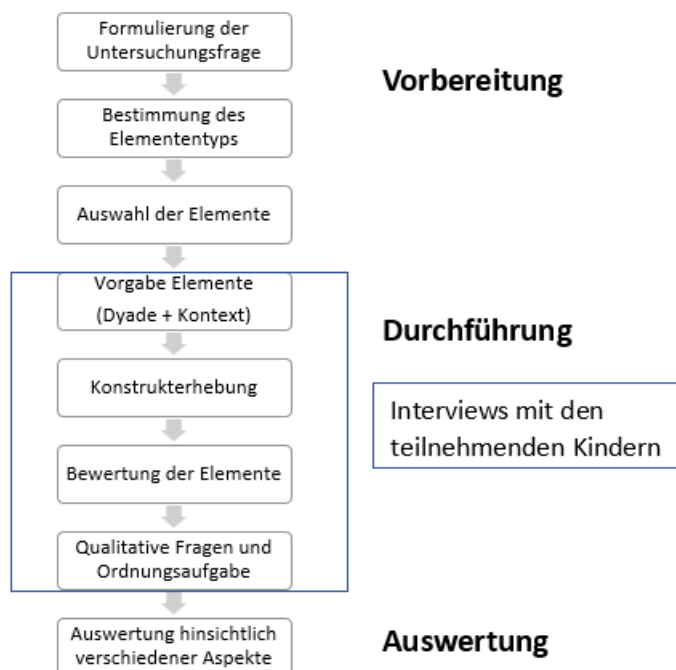 Formulierung der
Untersuchungsfrage
Vorbereitung
Bestimmung des
Elemententyps
Auswahl der Elemente
Vorgabe Elemente
(Dyade + Kontext)
Durchführung
Konstrukterhebung
Interviews mit den
teilnehmenden Kindern
Bewertung der Elemente
Qualitative Fragen und
Ordnungsaufgabe
Auswertung hinsichtlich
verschiedener Aspekte
Auswertung